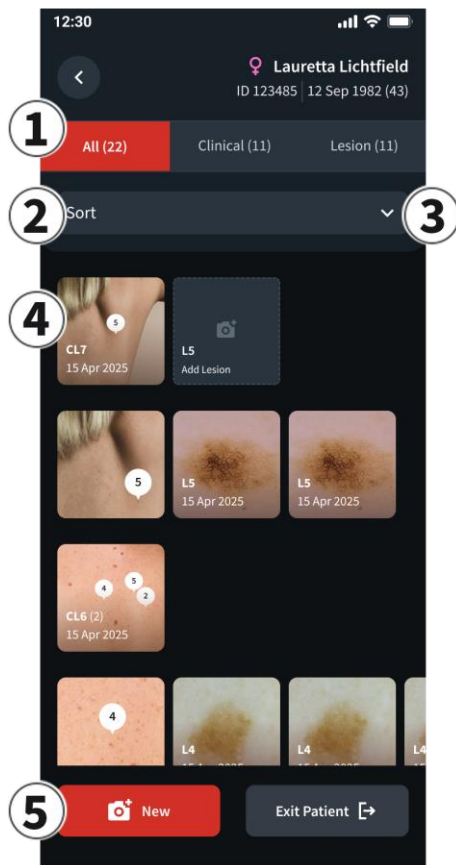 12:30
Lauretta Lichtfield
ID 123485 12 Sep 1982 (43)
1
All (22) Clinical (11) Lesion (11)
2 Sort 3
4
5
CL7
15 Apr 2025
L5
Add Lesion
5
L5
15 Apr 2025
L5
15 Apr 2025
4 5 2
CL6 (2)
15 Apr 2025
4
L4
L4
L4
5 New Exit Patient